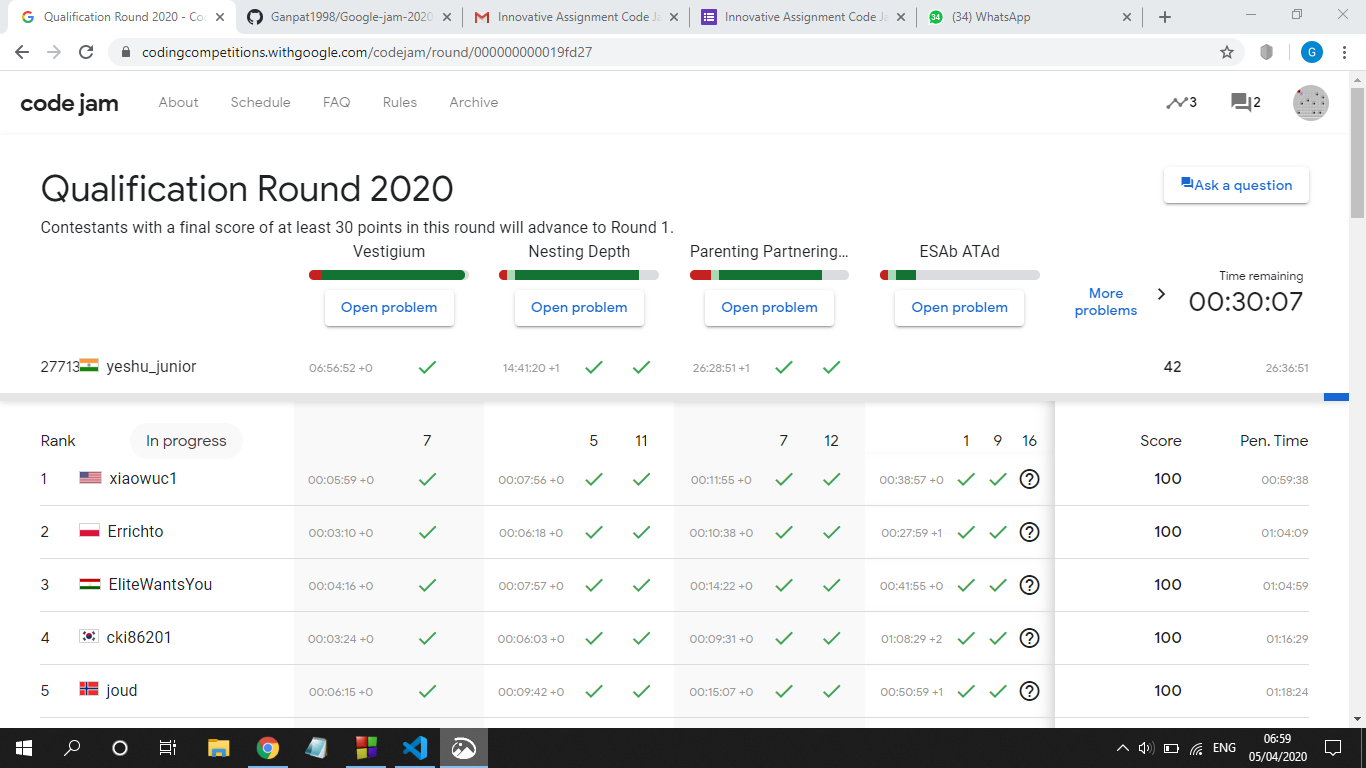 Qualification Round 2020 - Co
Ganpat1998/Google-jam-2020
Innovative Assignment Code Ja
Innovative Assignment Code Ja
34
(34) WhatsApp
codingcompetitions.withgoogle.com/codejam/round/000000000019fd27
G
code jam
About
Schedule
FAQ
Rules
Archive
3
2
Qualification Round 2020
Ask a question
Contestants with a final score of at least 30 points in this round will advance to Round 1.
Vestigium
Nesting Depth
Parenting Partnering...
ESAb ATAd
Time remaining
00:30:07
Open problem
Open problem
Open problem
Open problem
More
problems
27713 yeshu_junior 06:56:52 +0 14:41:20 +1 26:28:51 +1 42 26:36:51
Rank In progress 7 5 11 7 12 1 9 16 Score Pen. Time
1 xiaowuc1 00:05:59 +0 00:07:56 +0 00:11:55 +0 00:38:57 +0 ? 100 00:59:38
2 Errichto 00:03:10 +0 00:06:18 +0 00:10:38 +0 00:27:59 +1 ? 100 01:04:09
3 EliteWantsYou 00:04:16 +0 00:07:57 +0 00:14:22 +0 00:41:55 +0 ? 100 01:04:59
4 cki86201 00:03:24 +0 00:06:03 +0 00:09:31 +0 01:08:29 +2 ? 100 01:16:29
5 joud 00:06:15 +0 00:09:42 +0 00:15:07 +0 00:50:59 +1 ? 100 01:18:24
ENG
06:59
05/04/2020